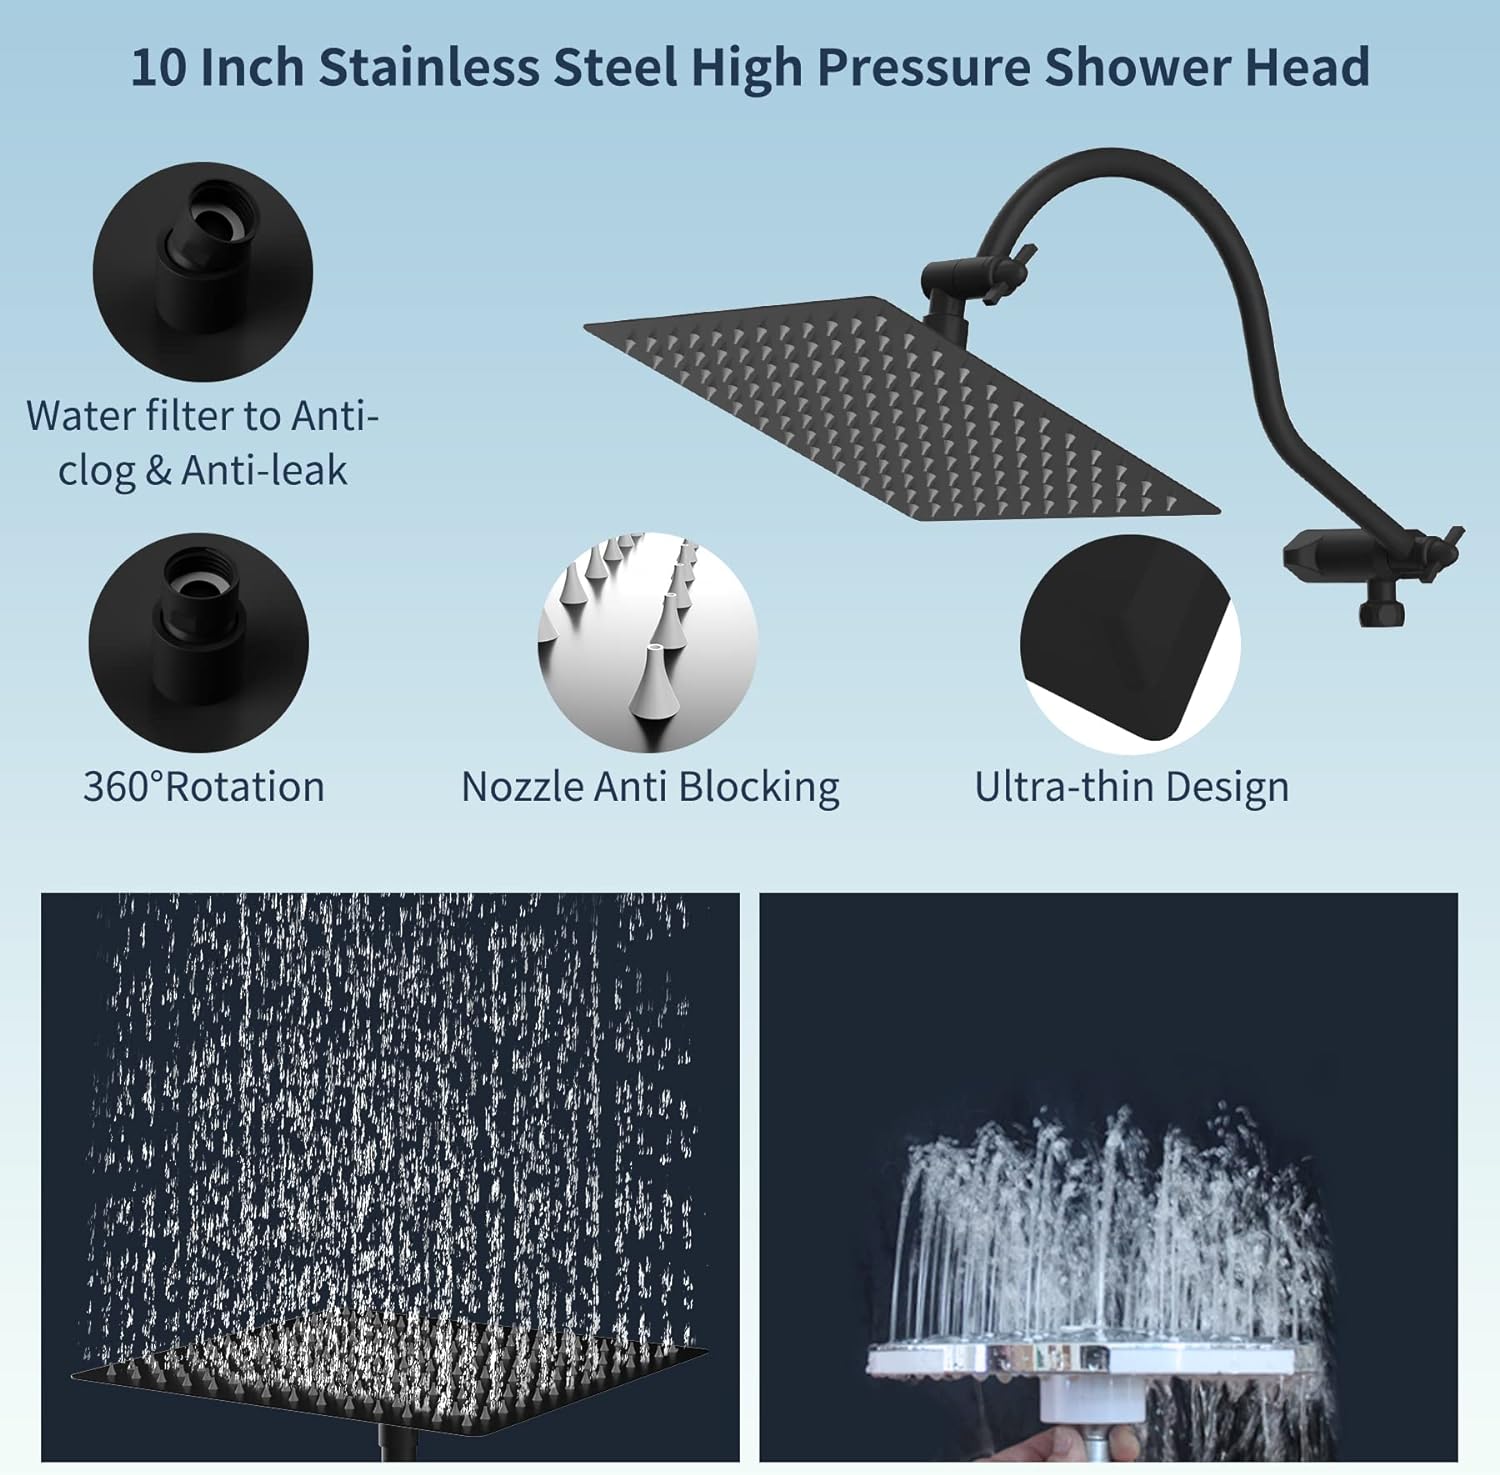 10 Inch Stainless Steel High Pressure Shower Head
Water filter to Anti-
clog & Anti-leak
360°Rotation
Nozzle Anti Blocking
Ultra-thin Design